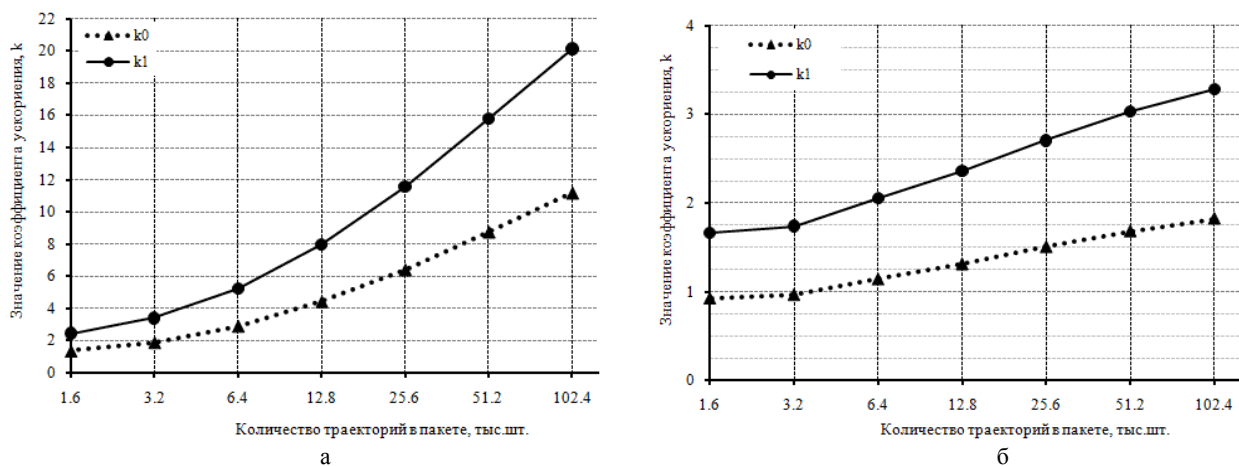 Значение коэффициента ускориения, k
22
20
18
16
14
12
10
8
6
4
2
0
k0
k1
1.6 3.2 6.4 12.8 25.6 51.2 102.4
Количество траекторий в пакете, тыс.шт.
а
Значение коэффициента ускориения, k
4
3
2
1
0
k0
k1
1.6 3.2 6.4 12.8 25.6 51.2 102.4
Количество траекторий в пакете, тыс.шт.
б